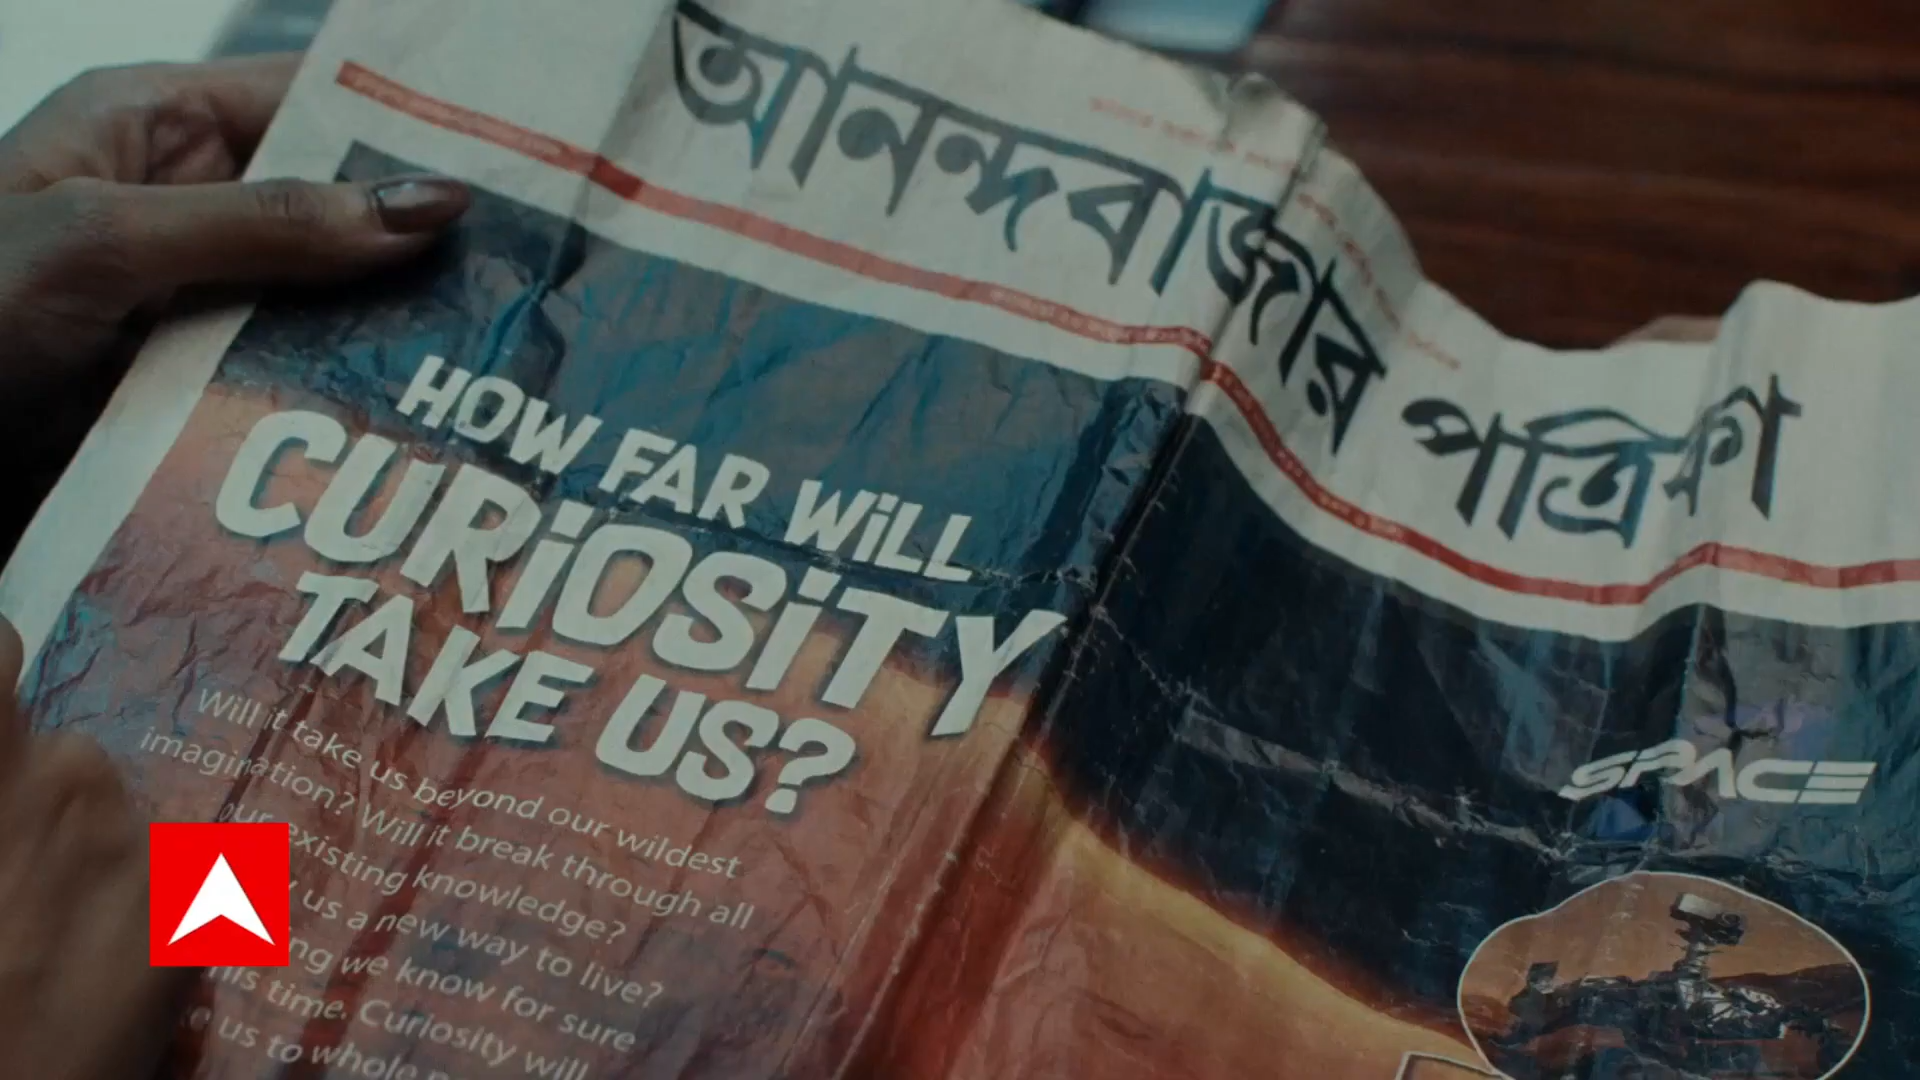 আনন্দবাজার পত্রিকা
HOW FAR WiLL
CURiOSiTY
TAKE US?
Will it take us beyond our wildest
imagination? Will it break through all
our existing knowledge?
us a new way to live?
we know for sure
this time. Curiosity will
us to whole
SPACE